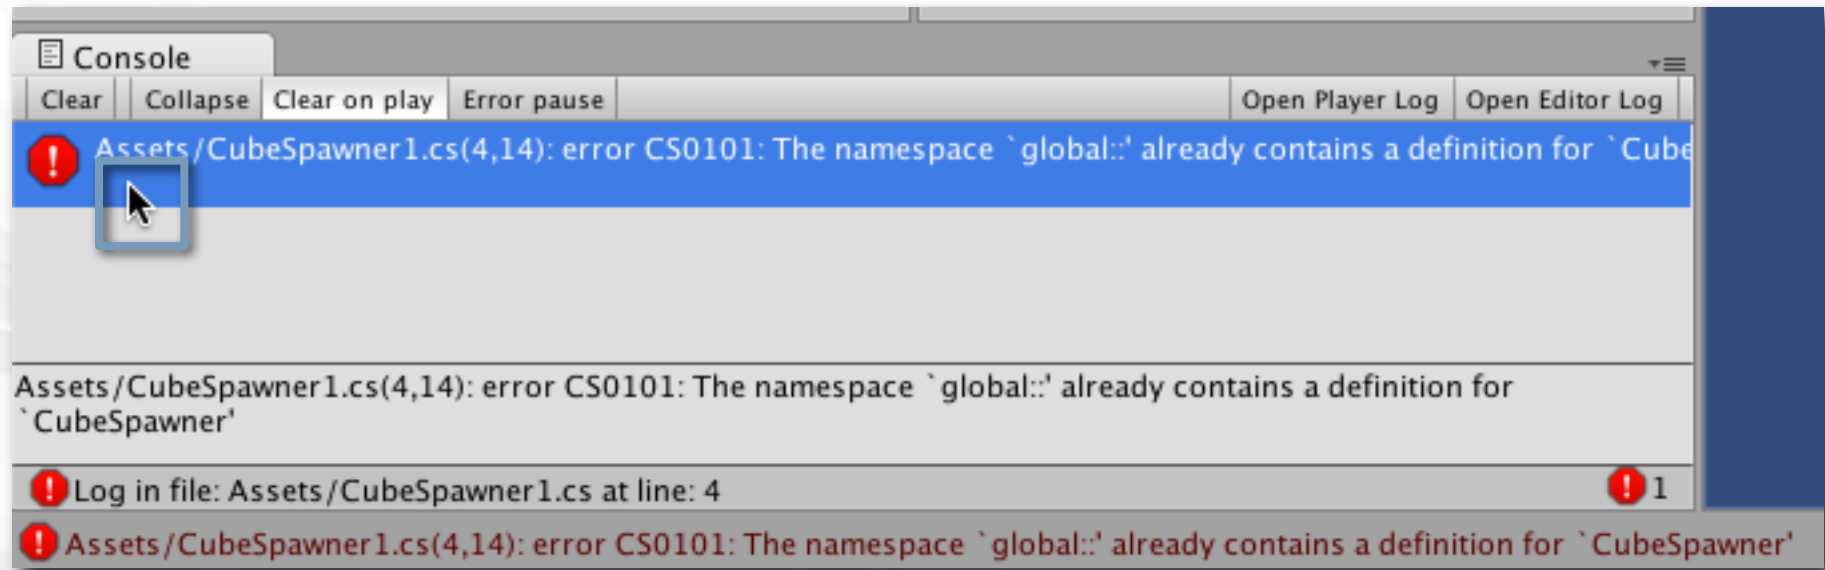 Console
Clear Collapse Clear on play Error pause Open Player Log Open Editor Log
Assets/CubeSpawner1.cs(4,14): error CS0101: The namespace `global::' already contains a definition for `Cube
Assets/CubeSpawner1.cs(4,14): error CS0101: The namespace `global::' already contains a definition for
`CubeSpawner'
Log in file: Assets/CubeSpawner1.cs at line: 4 1
Assets/CubeSpawner1.cs(4,14): error CS0101: The namespace `global::' already contains a definition for `CubeSpawner'